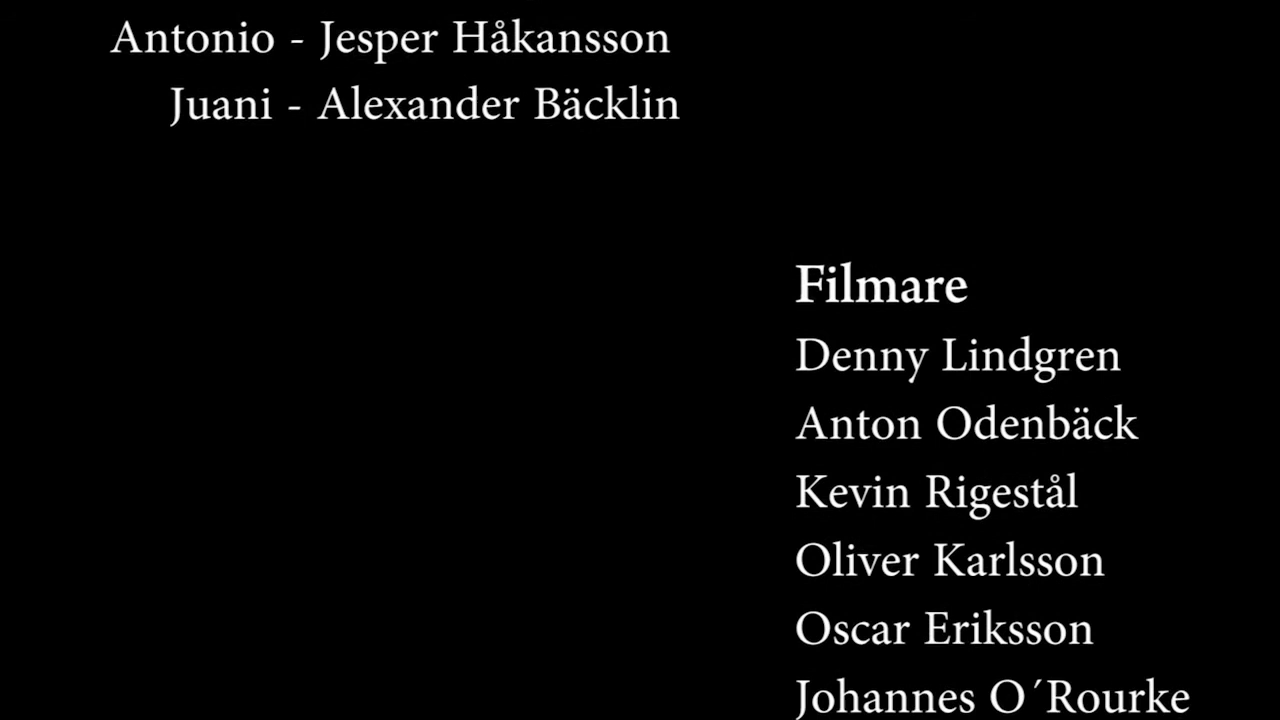 Antonio - Jesper Håkansson
Juani - Alexander Bäcklin
Filmare
Denny Lindgren
Anton Odenbäck
Kevin Rigestål
Oliver Karlsson
Oscar Eriksson
Johannes O´Rourke